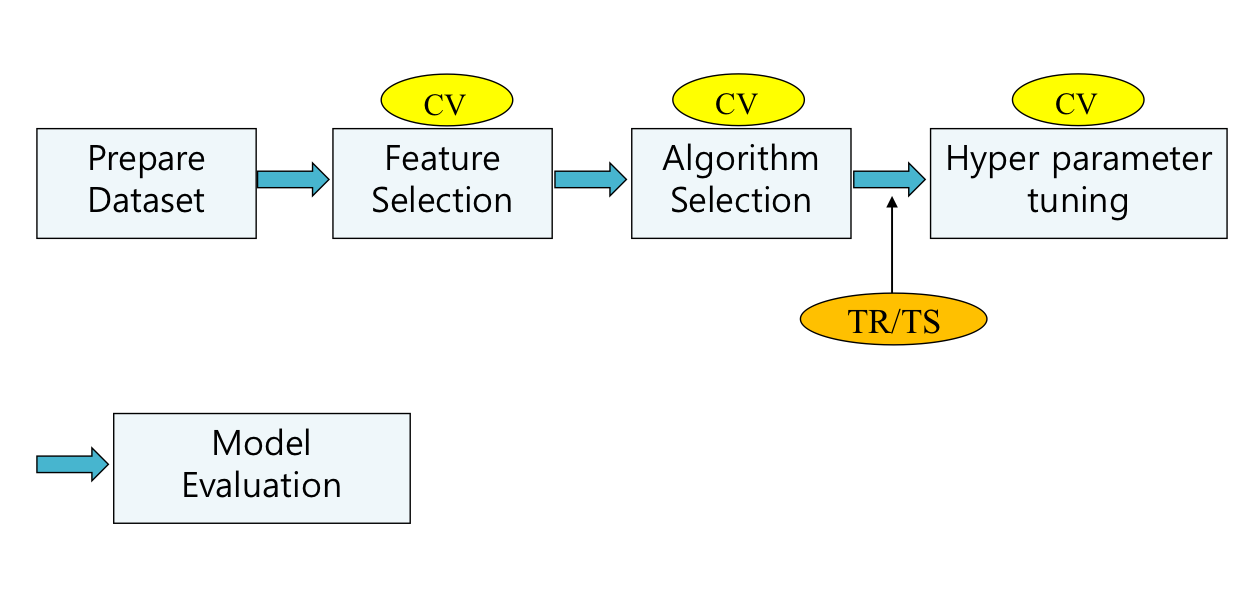 CV
CV
CV
Prepare
Dataset
Feature
Selection
Algorithm
Selection
Hyper parameter
tuning
TR/TS
Model
Evaluation